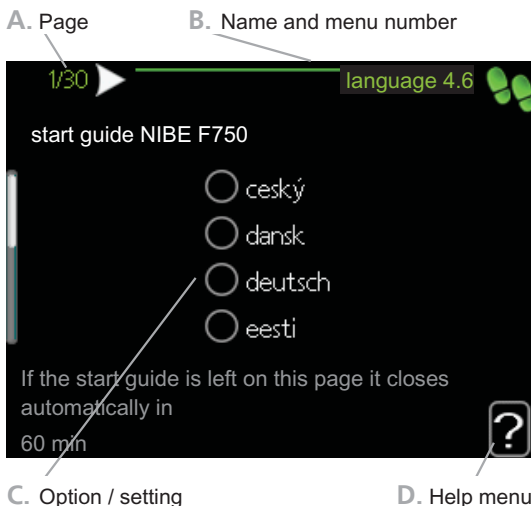 A. Page
B. Name and menu number
1/30
language 4.6
start guide NIBE F750
ceský
dansk
deutsch
eesti
If the start guide is left on this page it closes
automatically in
60 min
?
C. Option / setting
D. Help menu